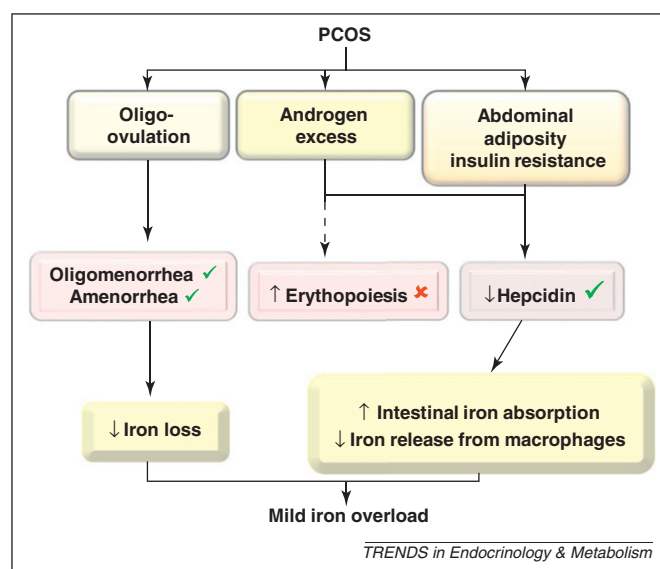 PCOS
Oligo-
ovulation
Androgen
excess
Abdominal
adiposity
insulin resistance
Oligomenorrhea ✓
Amenorrhea ✓
↑ Erythopoiesis ✘
↓ Hepcidin ✓
↓ Iron loss
↑ Intestinal iron absorption
↓ Iron release from macrophages
Mild iron overload
TRENDS in Endocrinology & Metabolism